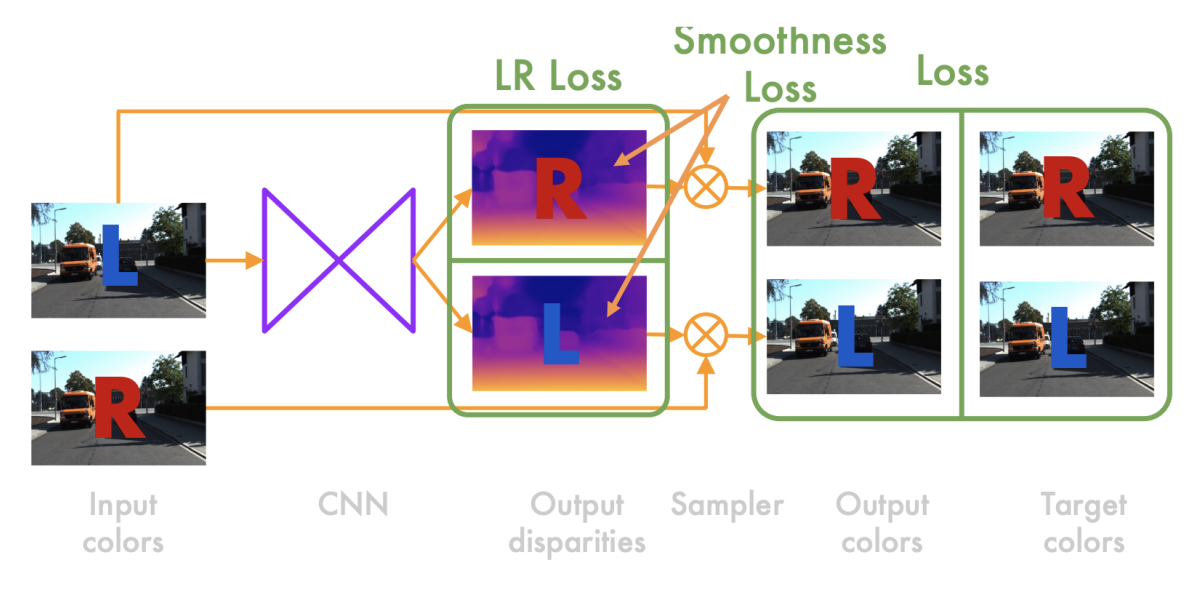 Smoothness
LR Loss
Loss
Loss
R
R
R
L
L
L
L
R
Input
colors
CNN
Output
disparities
Sampler
Output
colors
Target
colors